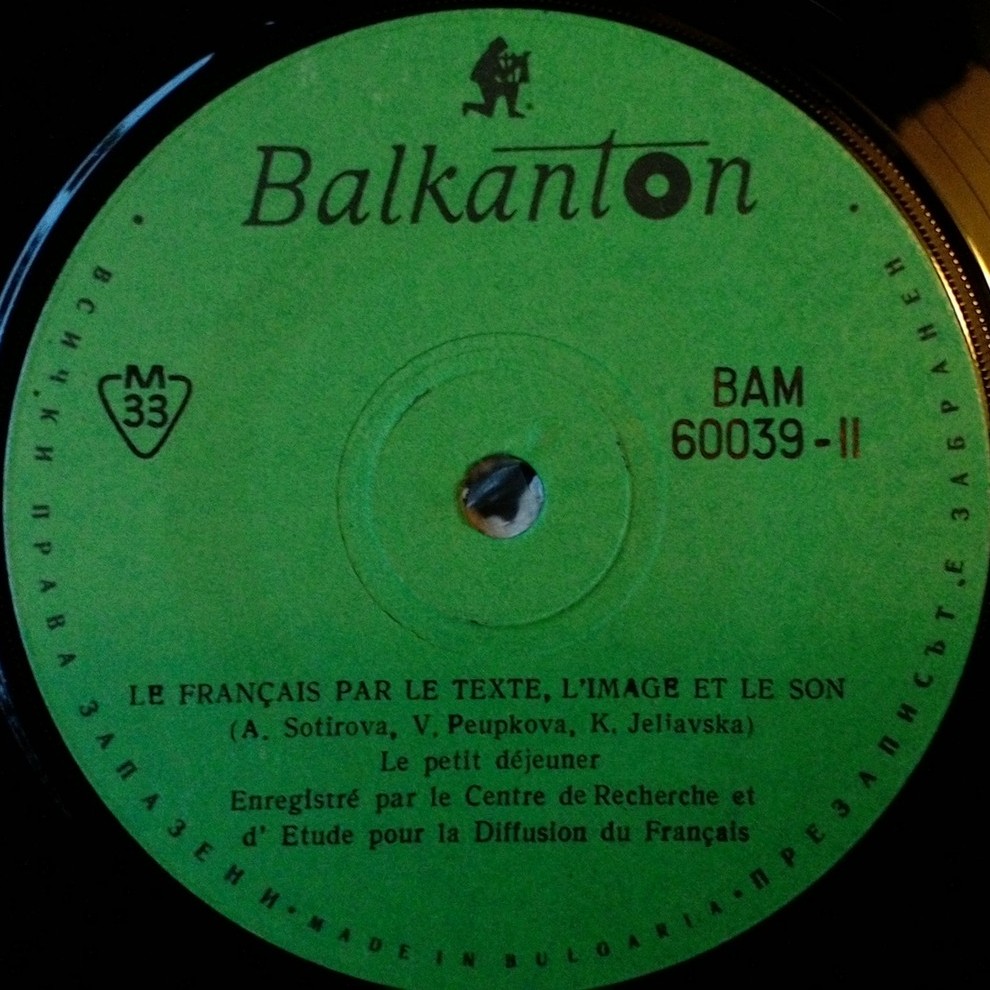 Balkanton
M
33
BAM
60039-II
LE FRANÇAIS PAR LE TEXTE, L'IMAGE ET LE SON
(A. Sotirova, V. Peupkova, K. Jeliavska)
Le petit déjeuner
Enregistré par le Centre de Recherche et
d' Etude pour la Diffusion du Français
ВСИЧКИ ПРАВА ЗАПАЗЕНИ • MADE IN BULGARIA • ПРЕЗАПИСЪТ Е ЗАБРАНЕН